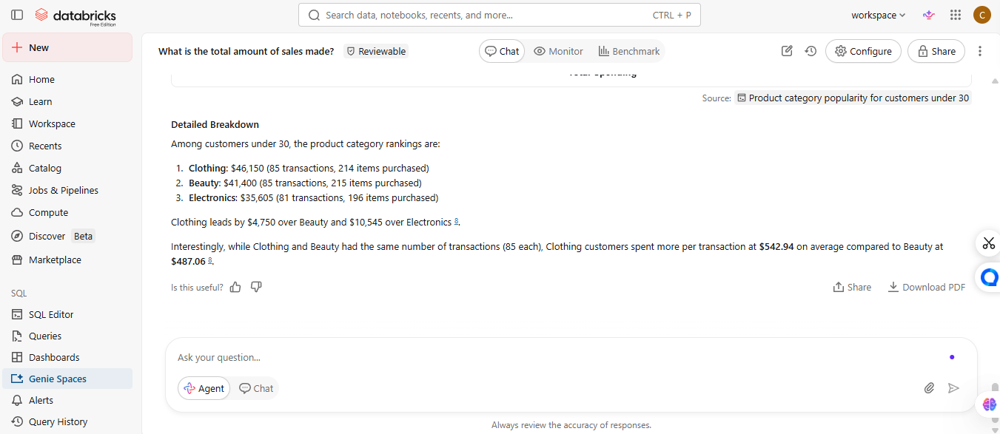 databricks
Free Edition
Search data, notebooks, recents, and more...
CTRL + P
workspace
C
New
What is the total amount of sales made?
Reviewable
Chat
Monitor
Benchmark
Configure
Share
Home
Learn
Workspace
Recents
Catalog
Jobs & Pipelines
Compute
Discover Beta
Marketplace
SQL
SQL Editor
Queries
Dashboards
Genie Spaces
Alerts
Query History
Total Spending
Source: Product category popularity for customers under 30
Detailed Breakdown
Among customers under 30, the product category rankings are:
1. Clothing: $46,150 (85 transactions, 214 items purchased)
2. Beauty: $41,400 (85 transactions, 215 items purchased)
3. Electronics: $35,605 (81 transactions, 196 items purchased)
Clothing leads by $4,750 over Beauty and $10,545 over Electronics 8.
Interestingly, while Clothing and Beauty had the same number of transactions (85 each), Clothing customers spent more per transaction at $542.94 on average compared to Beauty at
$487.06 8.
Is this useful?
Share
Download PDF
Ask your question...
Agent
Chat
Always review the accuracy of responses.